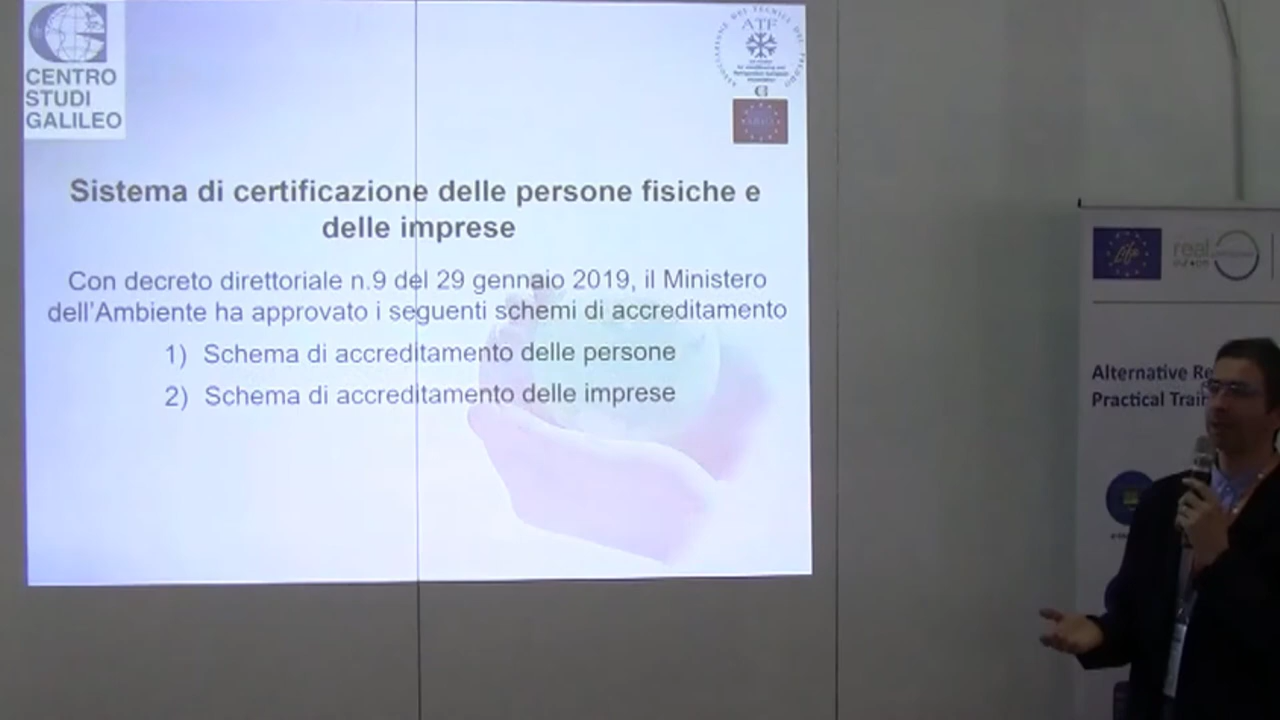 CENTRO
STUDI
GALILEO
ATF
Sistema di certificazione delle persone fisiche e
delle imprese
Con decreto direttoriale n.9 del 29 gennaio 2019, il Ministero
dell'Ambiente ha approvato i seguenti schemi di accreditamento
1) Schema di accreditamento delle persone
2) Schema di accreditamento delle imprese
Life
real
Alternative Re
Practical Train